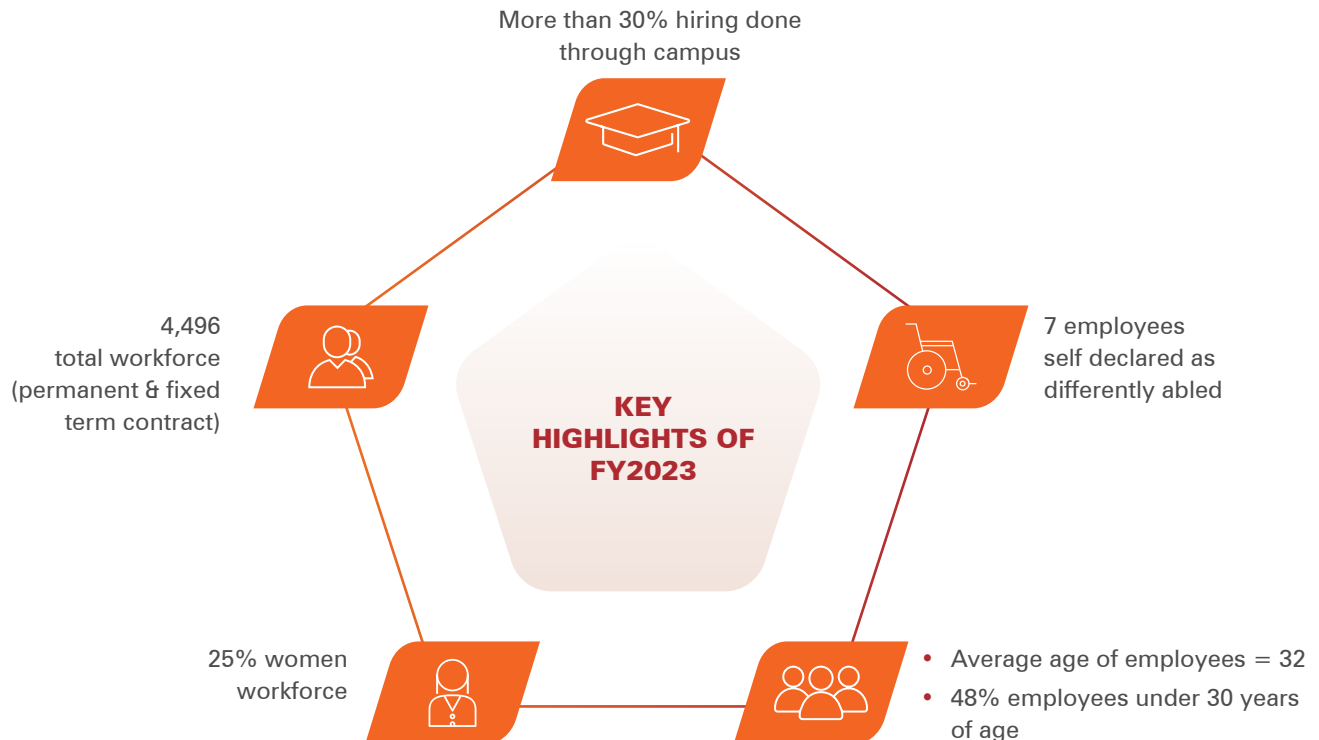 More than 30% hiring done
through campus
4,496
total workforce
(permanent & fixed
term contract)
7 employees
self declared as
differently abled
KEY
HIGHLIGHTS OF
FY2023
25% women
workforce
• Average age of employees = 32
• 48% employees under 30 years
of age